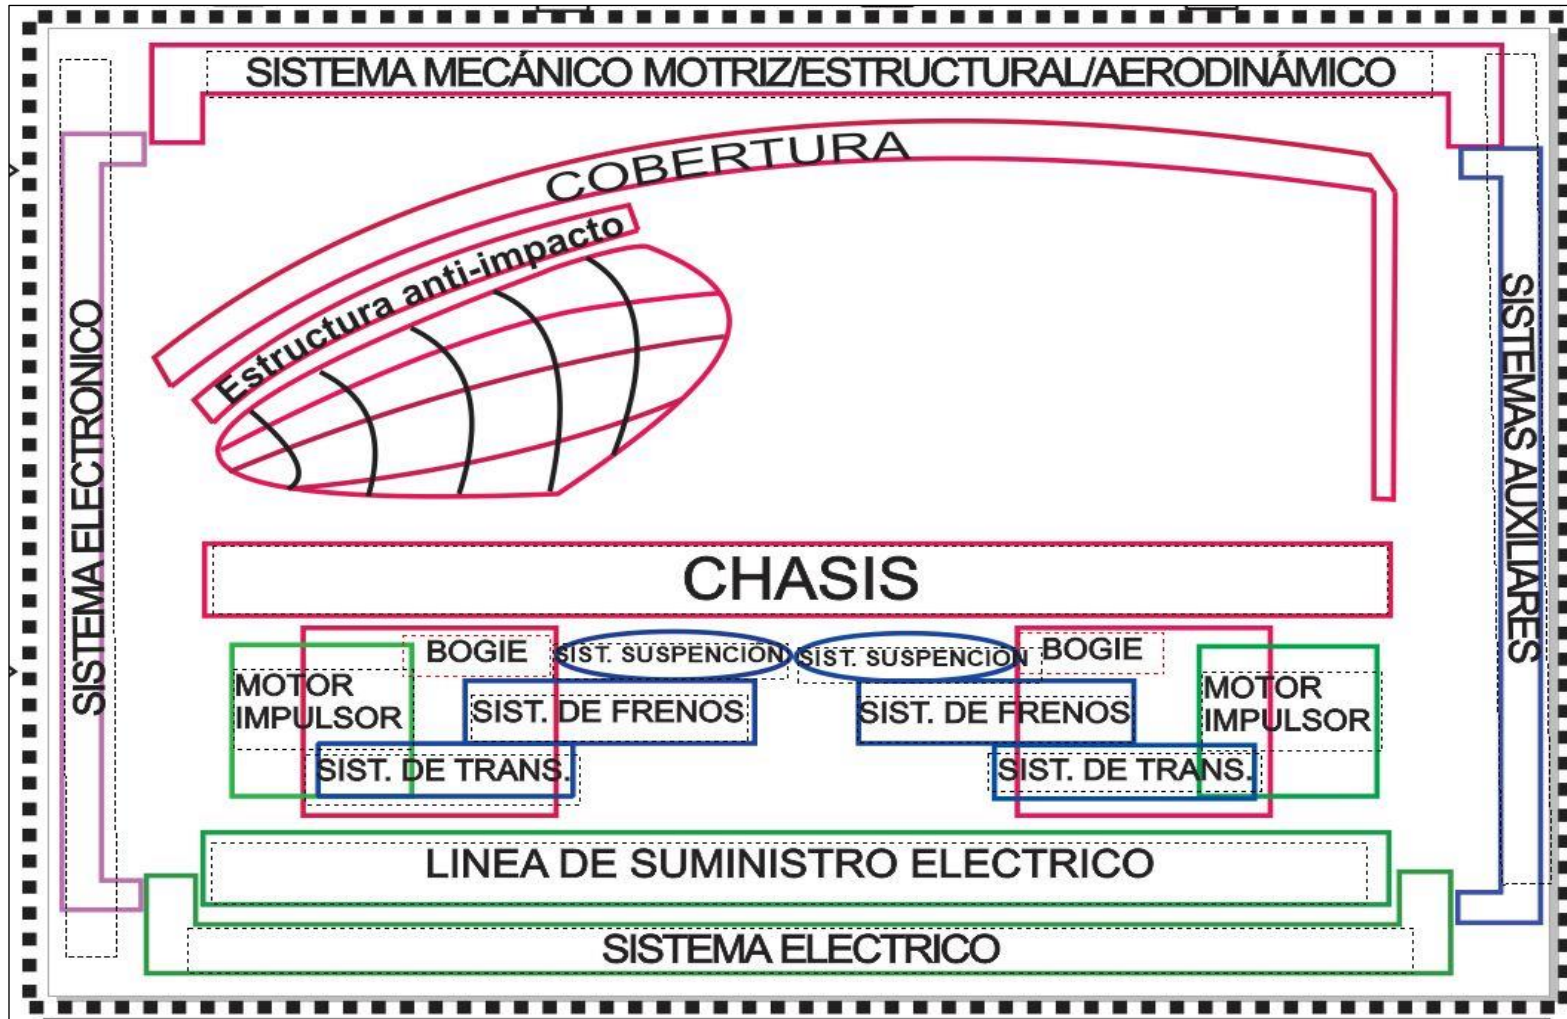 SISTEMA MECÁNICO MOTRIZ/ESTRUCTURAL/AERODINÁMICO
COBERTURA
Estructura anti-impacto
SISTEMA ELECTRONICO
SISTEMAS AUXILIARES
CHASIS
BOGIE
SIST. SUSPENCIÓN
SIST. SUSPENCIÓN
BOGIE
MOTOR
IMPULSOR
SIST. DE FRENOS
SIST. DE FRENOS
MOTOR
IMPULSOR
SIST. DE TRANS.
SIST. DE TRANS.
LINEA DE SUMINISTRO ELECTRICO
SISTEMA ELECTRICO